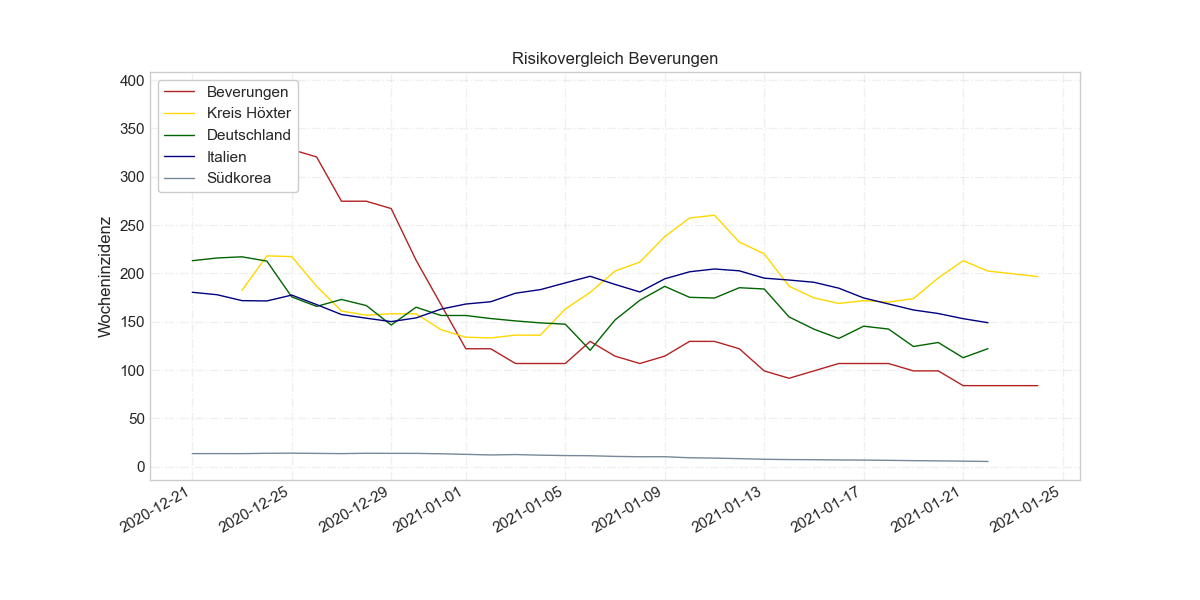 Risikovergleich Beverungen
Wocheninzidenz
400
350
300
250
200
150
100
50
0
Beverungen
Kreis Höxter
Deutschland
Italien
Südkorea
2020-12-21
2020-12-25
2020-12-29
2021-01-01
2021-01-05
2021-01-09
2021-01-13
2021-01-17
2021-01-21
2021-01-25